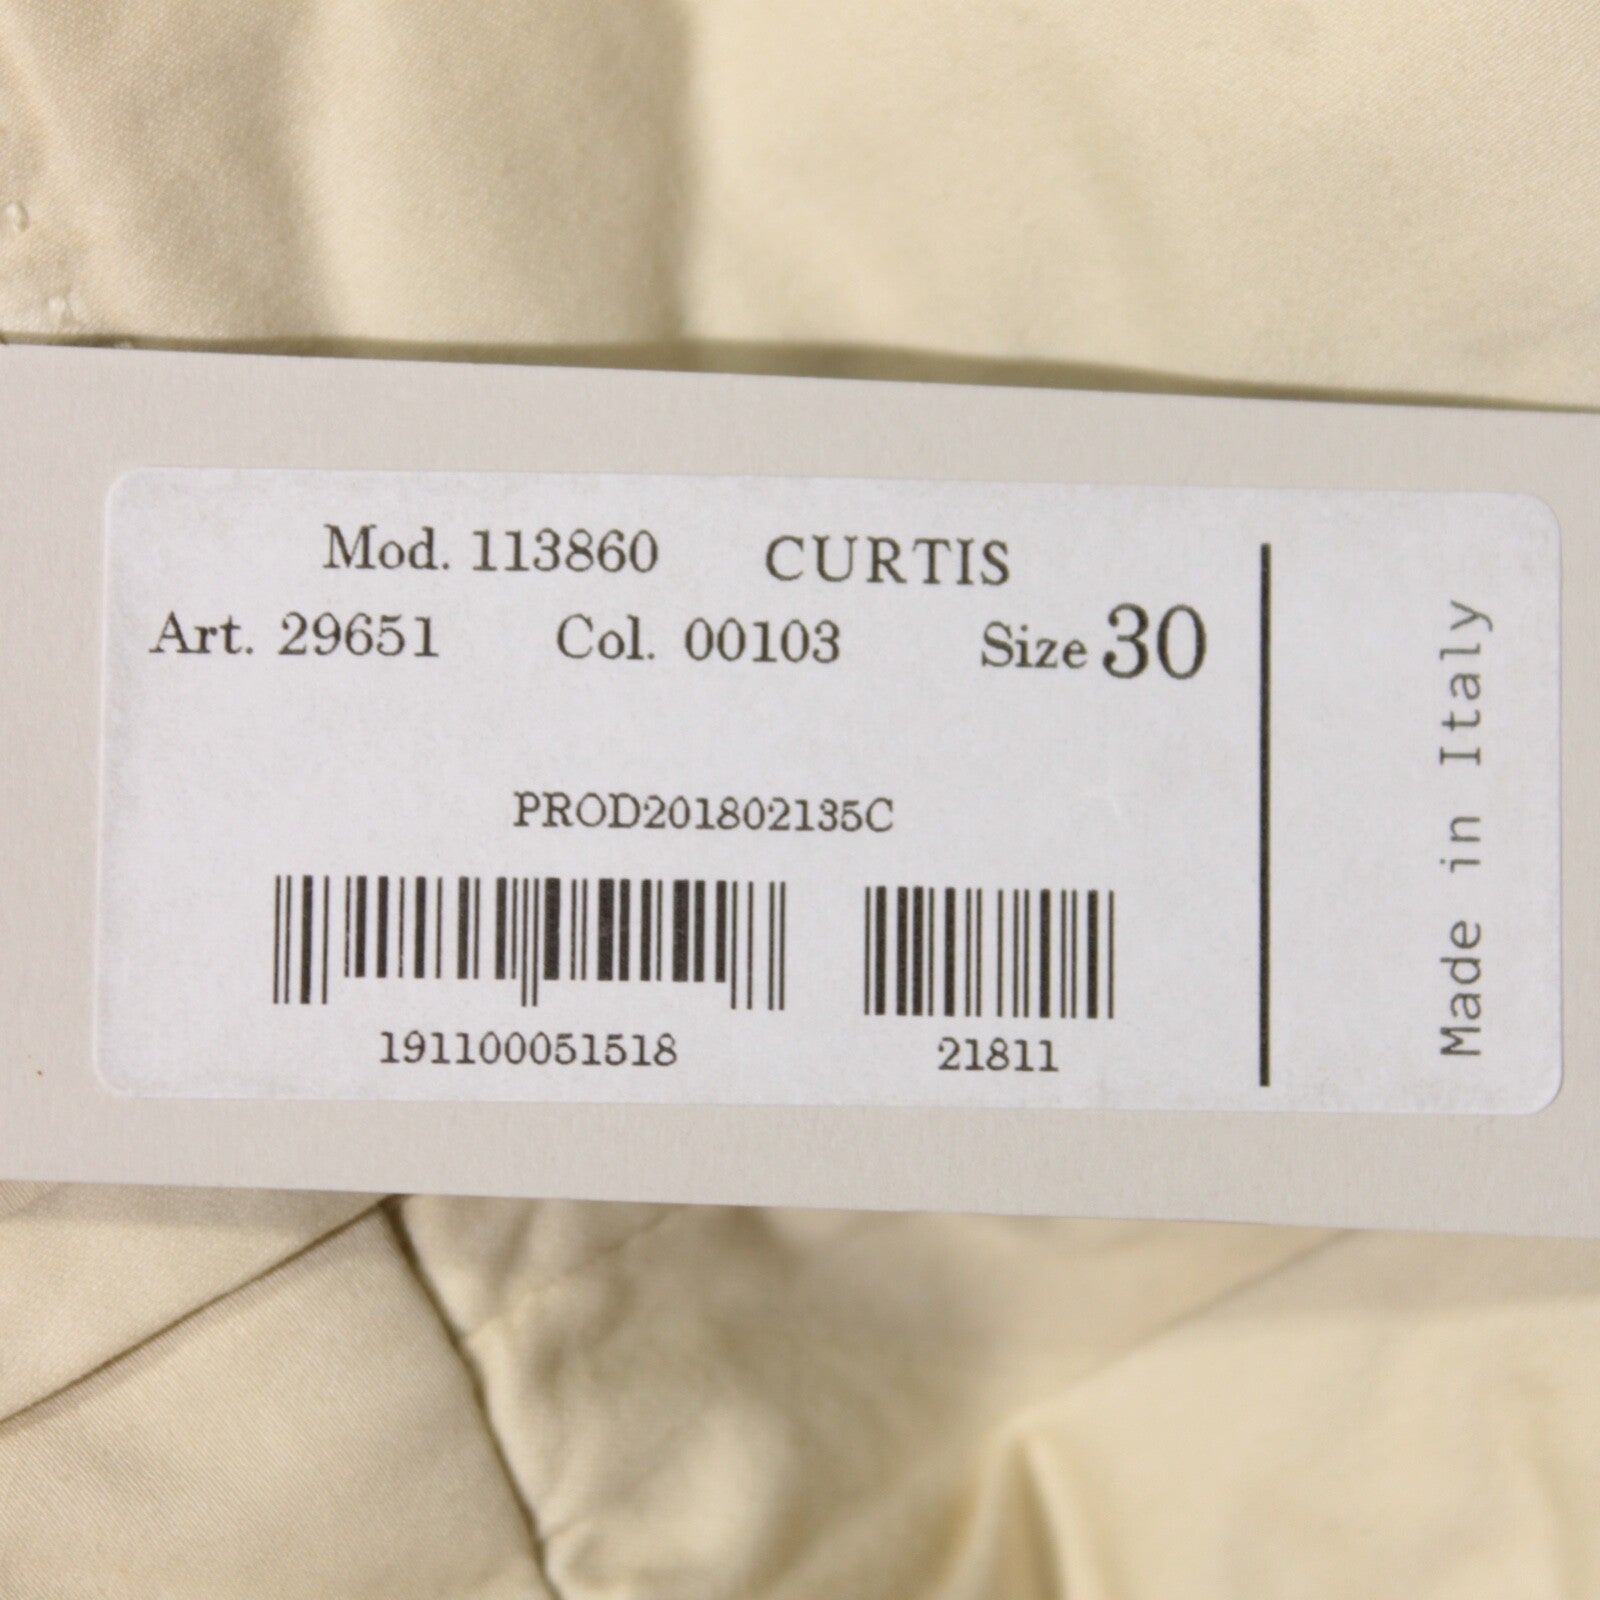 Mod. 113860 CURTIS
Art. 29651 Col. 00103 Size 30
PROD201802135C
191100051518 21811
Made in Italy